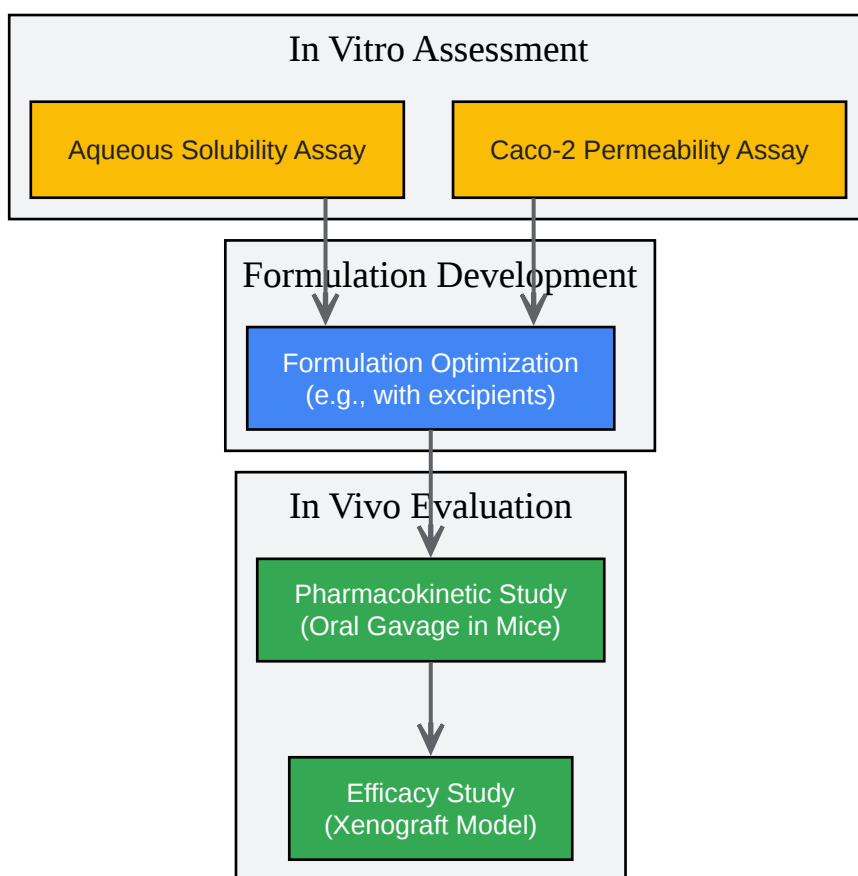 In Vitro Assessment
Aqueous Solubility Assay
Caco-2 Permeability Assay
Formulation Development
Formulation Optimization
(e.g., with excipients)
In Vivo Evaluation
Pharmacokinetic Study
(Oral Gavage in Mice)
Efficacy Study
(Xenograft Model)